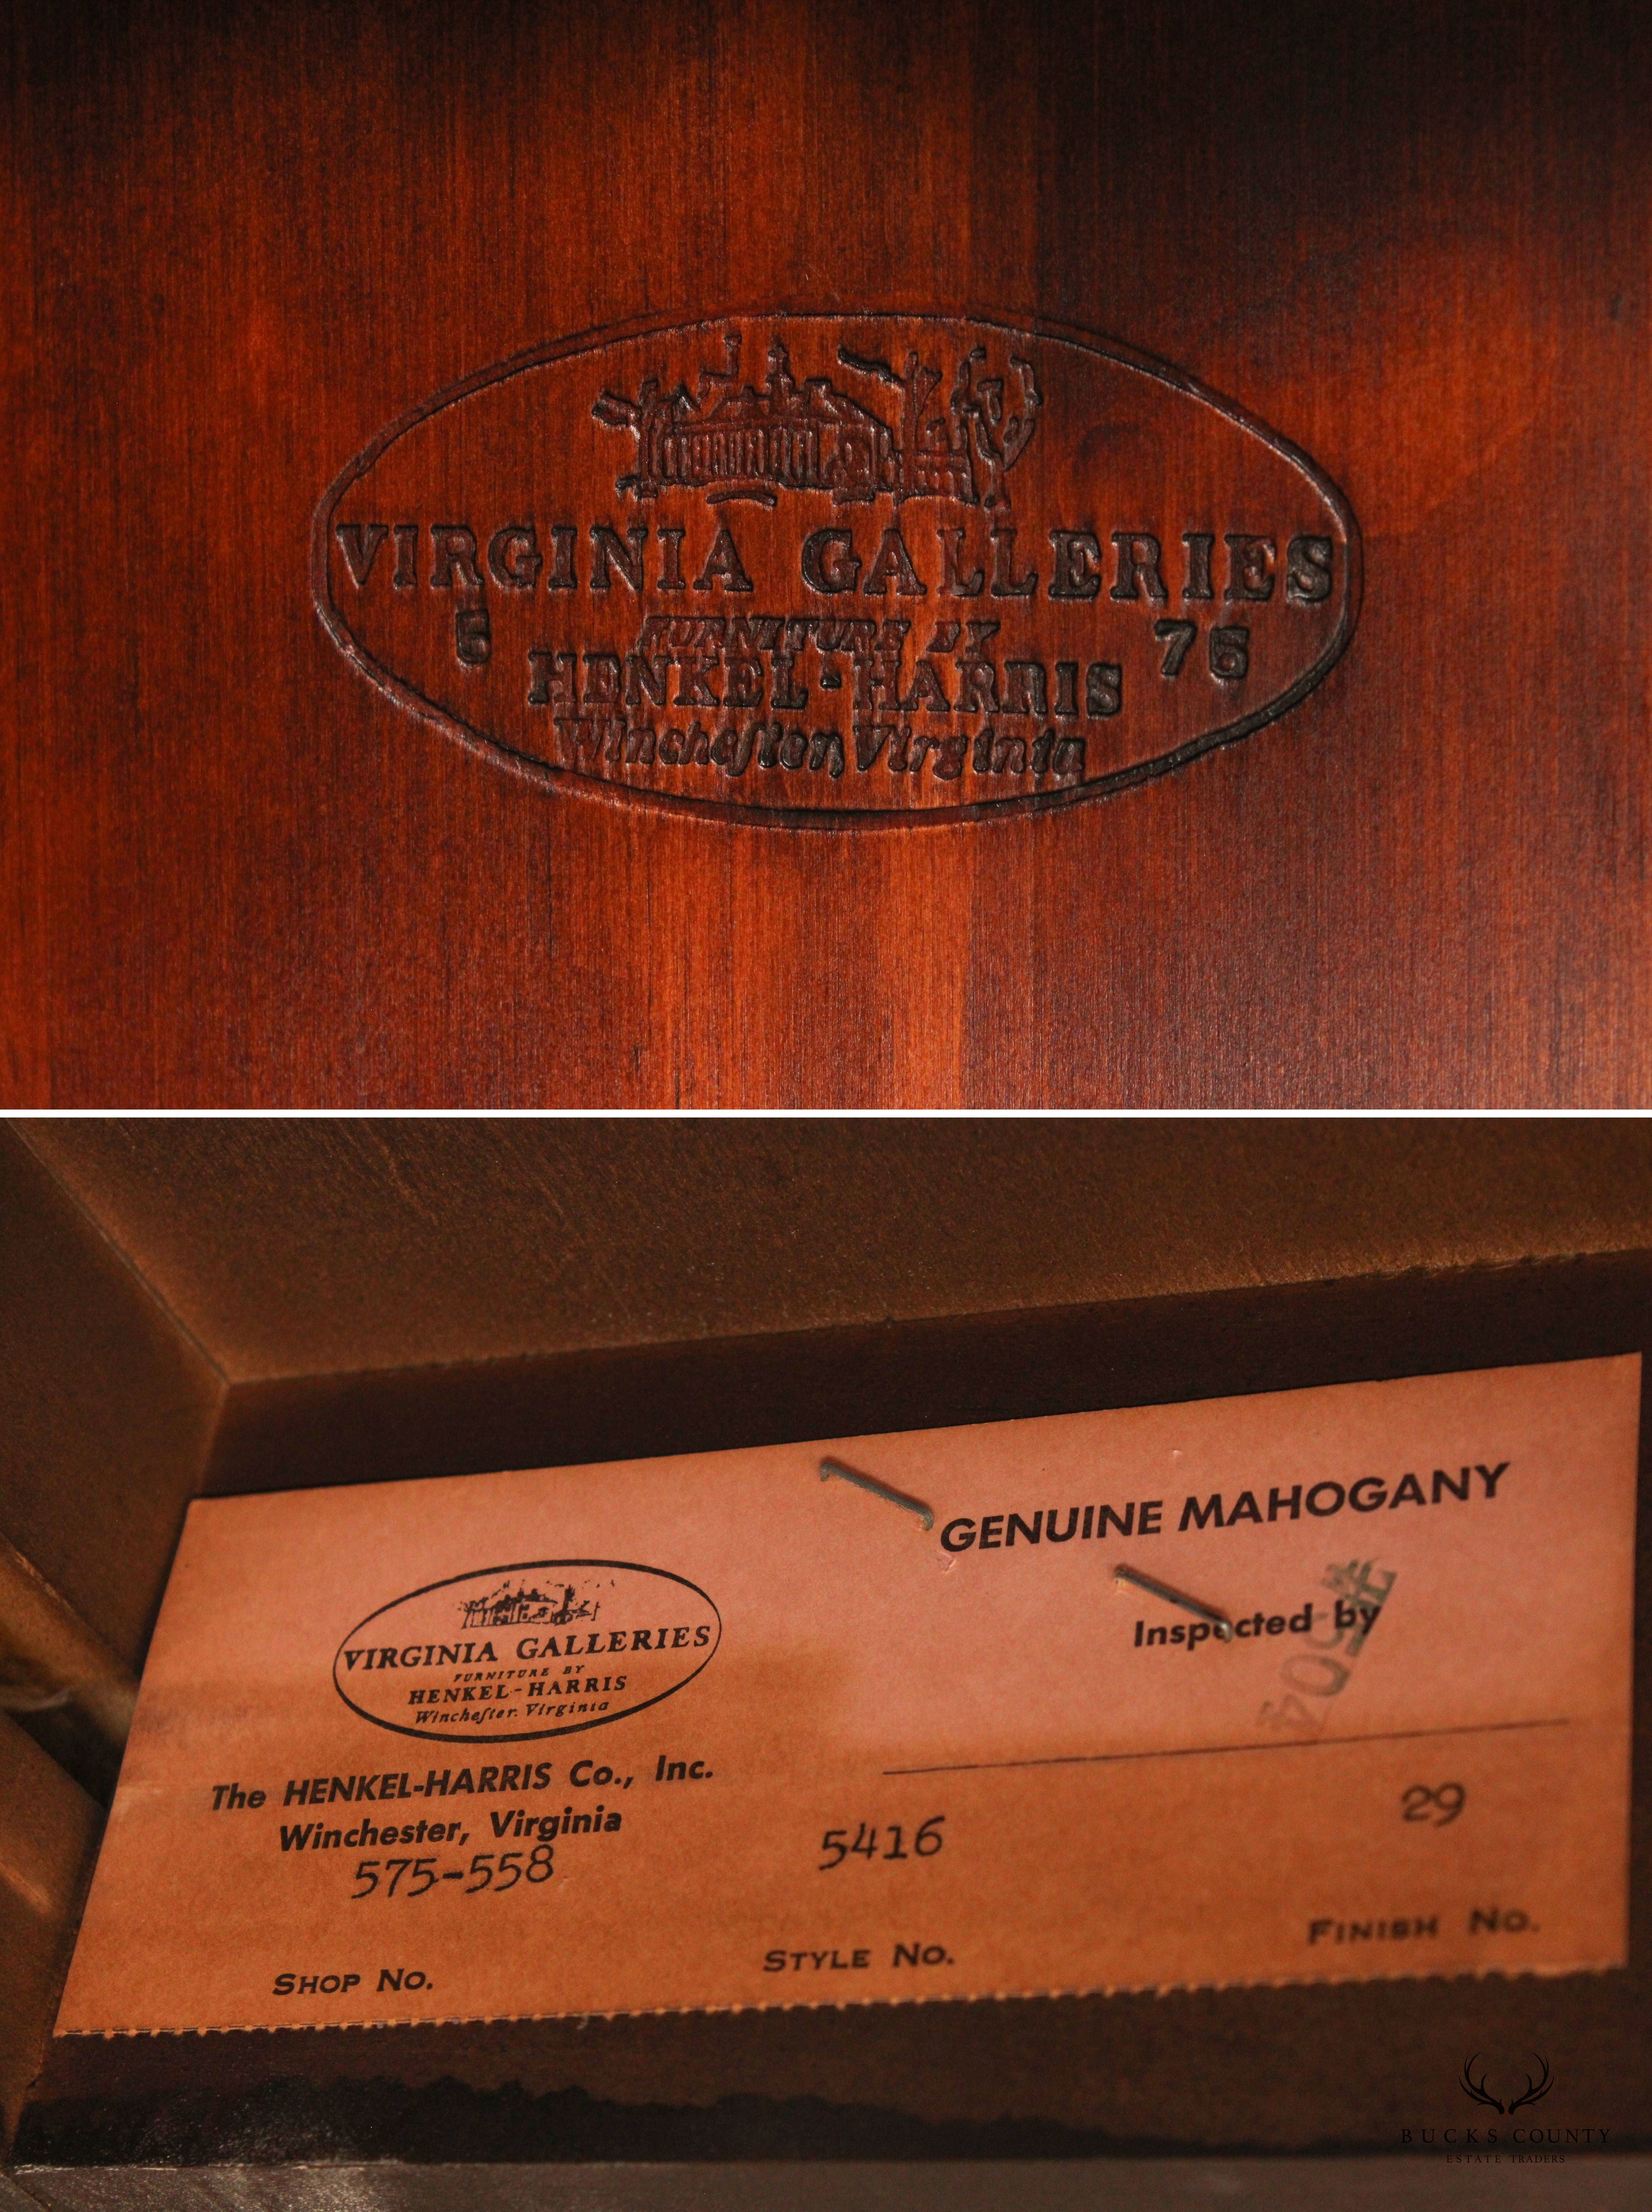 VIRGINIA GALLERIES
5 FURNITURE BY 75
HENKEL-HARRIS
Winchester, Virginia
GENUINE MAHOGANY
Inspected by
504
VIRGINIA GALLERIES
FURNITURE BY
HENKEL-HARRIS
Winchester, Virginia
The HENKEL-HARRIS Co., Inc.
Winchester, Virginia
575-558
5416
29
SHOP NO.
STYLE NO.
FINISH NO.
BUCKS COUNTY
ESTATE TRADERS